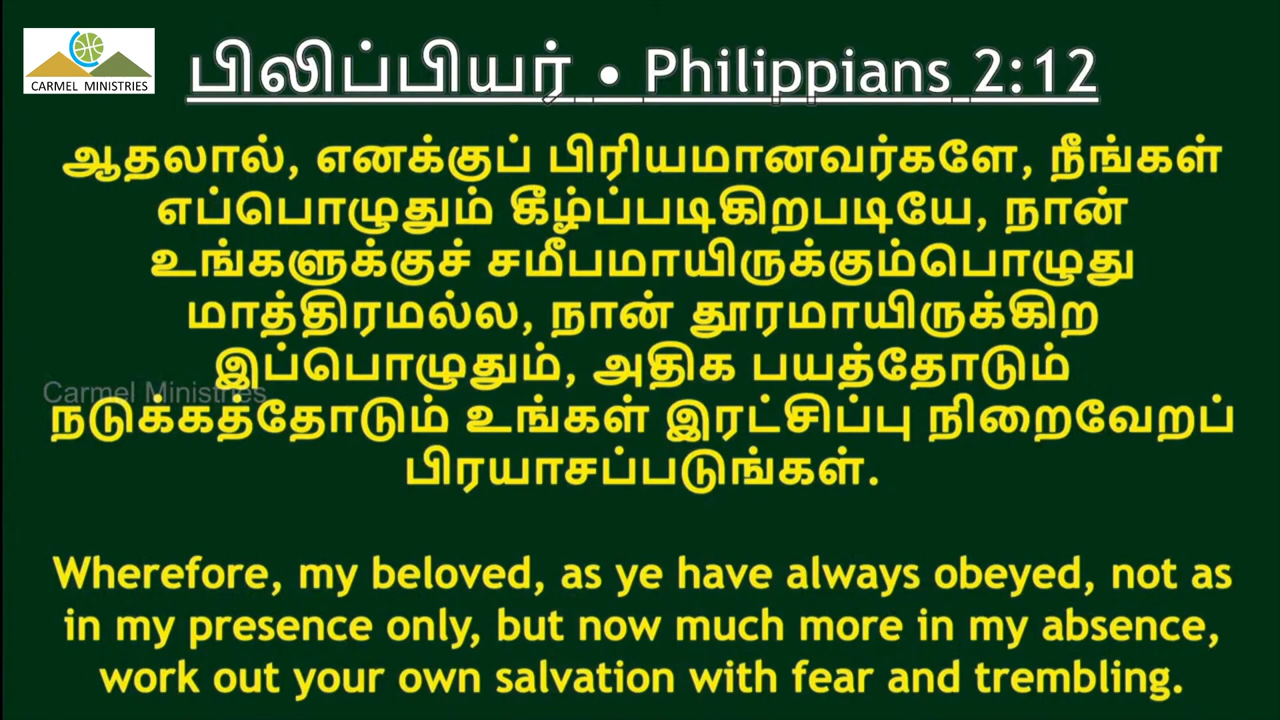 CARMEL MINISTRIES
பிலிப்பியர் • Philippians 2:12
ஆதலால், எனக்குப் பிரியமானவர்களே, நீங்கள்
எப்பொழுதும் கீழ்ப்படிகிறபடியே, நான்
உங்களுக்குச் சமீபமாயிருக்கும்பொழுது
மாத்திரமல்ல, நான் தூரமாயிருக்கிற
இப்பொழுதும், அதிக பயத்தோடும்
Carmel Ministries
நடுக்கத்தோடும் உங்கள் இரட்சிப்பு நிறைவேறப்
பிரயாசப்படுங்கள்.
Wherefore, my beloved, as ye have always obeyed, not as
in my presence only, but now much more in my absence,
work out your own salvation with fear and trembling.